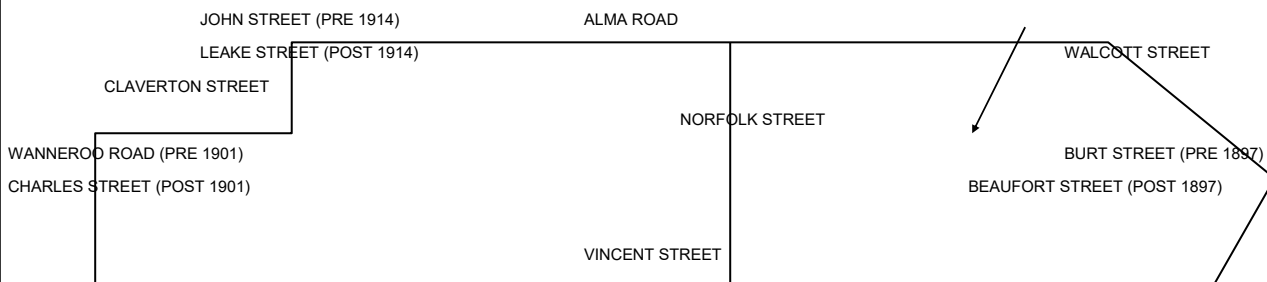 JOHN STREET (PRE 1914)
ALMA ROAD
LEAKE STREET (POST 1914)
WALCOTT STREET
CLAVERTON STREET
NORFOLK STREET
WANNEROO ROAD (PRE 1901)
BURT STREET (PRE 1897)
CHARLES STREET (POST 1901)
BEAUFORT STREET (POST 1897)
VINCENT STREET